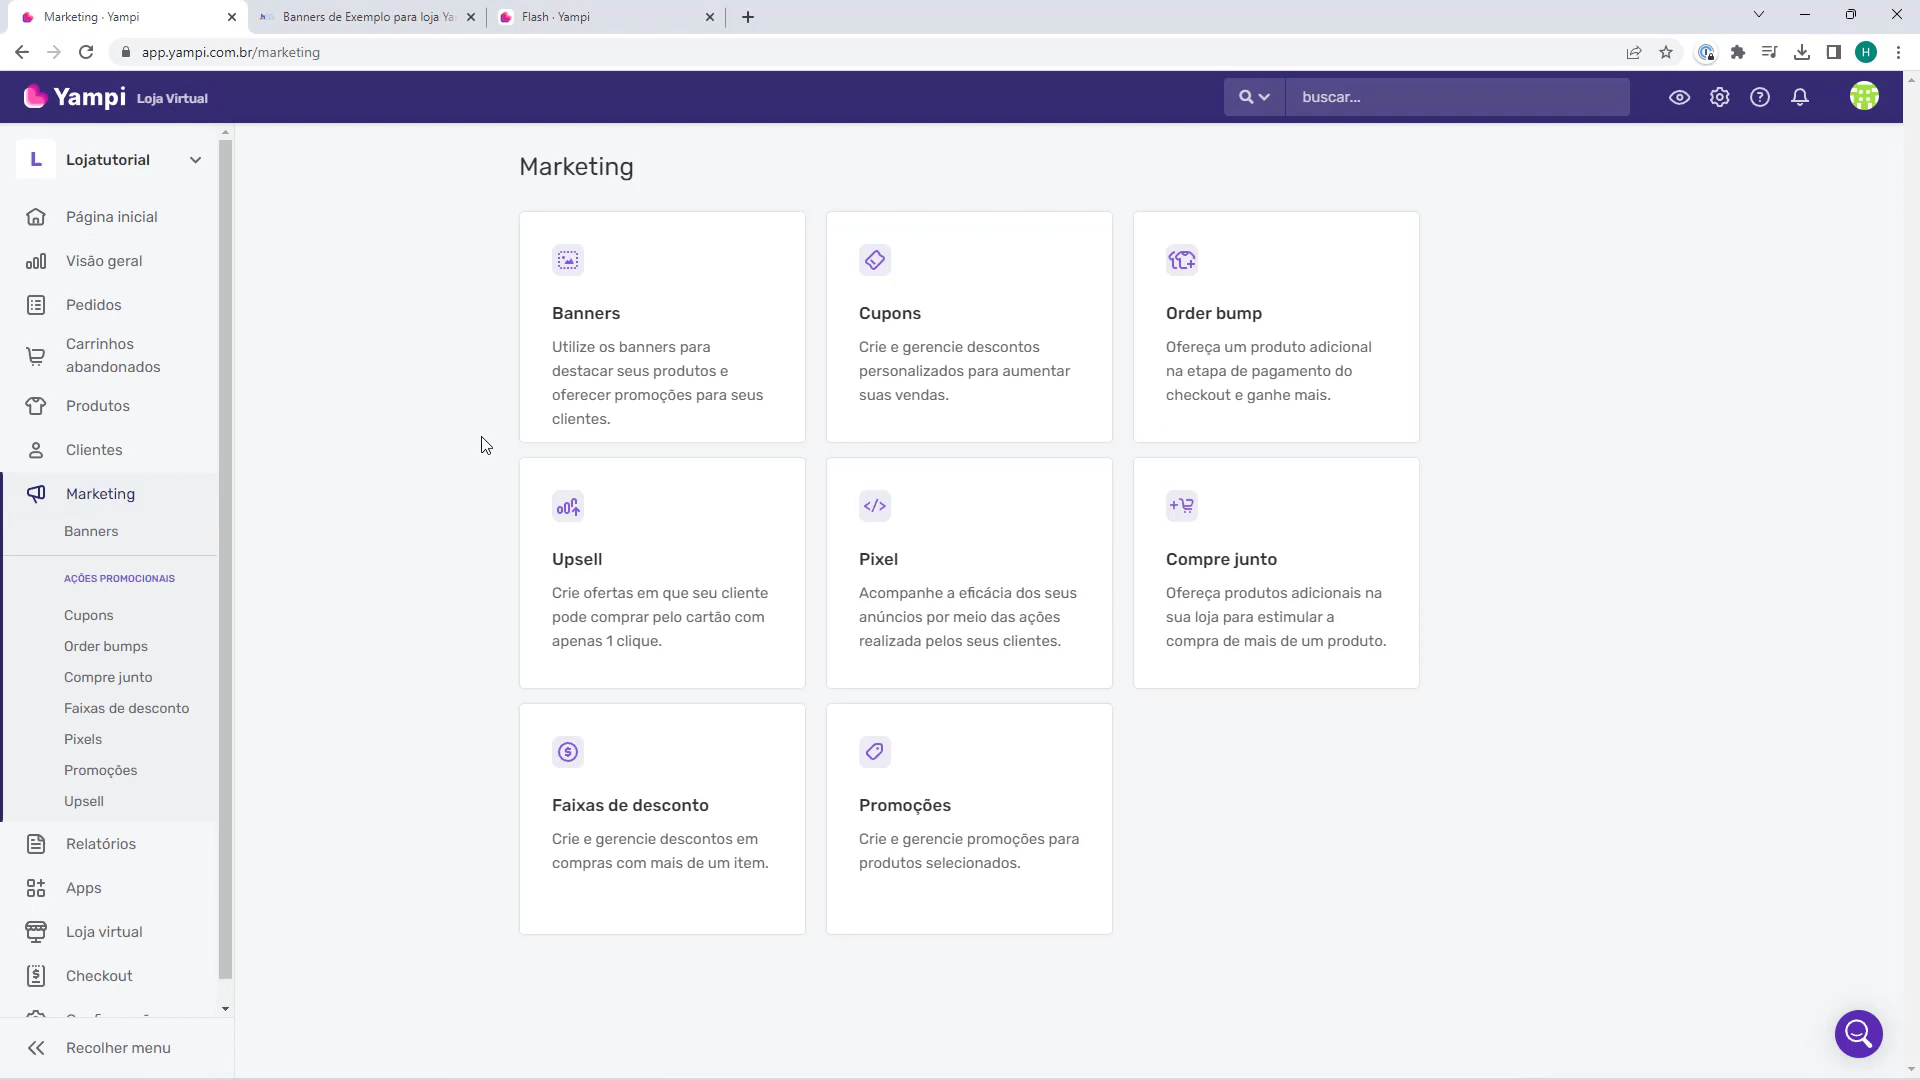 Marketing · Yampi
Banners de Exemplo para loja Ya
Flash · Yampi
app.yampi.com.br/marketing
H
Yampi Loja Virtual
buscar...
L
Lojatutorial
Página inicial
Visão geral
Pedidos
Carrinhos
abandonados
Produtos
Clientes
Marketing
Banners
AÇÕES PROMOCIONAIS
Cupons
Order bumps
Compre junto
Faixas de desconto
Pixels
Promoções
Upsell
Relatórios
Apps
Loja virtual
Checkout
Recolher menu
Marketing
Banners
Utilize os banners para
destacar seus produtos e
oferecer promoções para seus
clientes.
Cupons
Crie e gerencie descontos
personalizados para aumentar
suas vendas.
Order bump
Ofereça um produto adicional
na etapa de pagamento do
checkout e ganhe mais.
Upsell
Crie ofertas em que seu cliente
pode comprar pelo cartão com
apenas 1 clique.
Pixel
Acompanhe a eficácia dos seus
anúncios por meio das ações
realizada pelos seus clientes.
Compre junto
Ofereça produtos adicionais na
sua loja para estimular a
compra de mais de um produto.
Faixas de desconto
Crie e gerencie descontos em
compras com mais de um item.
Promoções
Crie e gerencie promoções para
produtos selecionados.